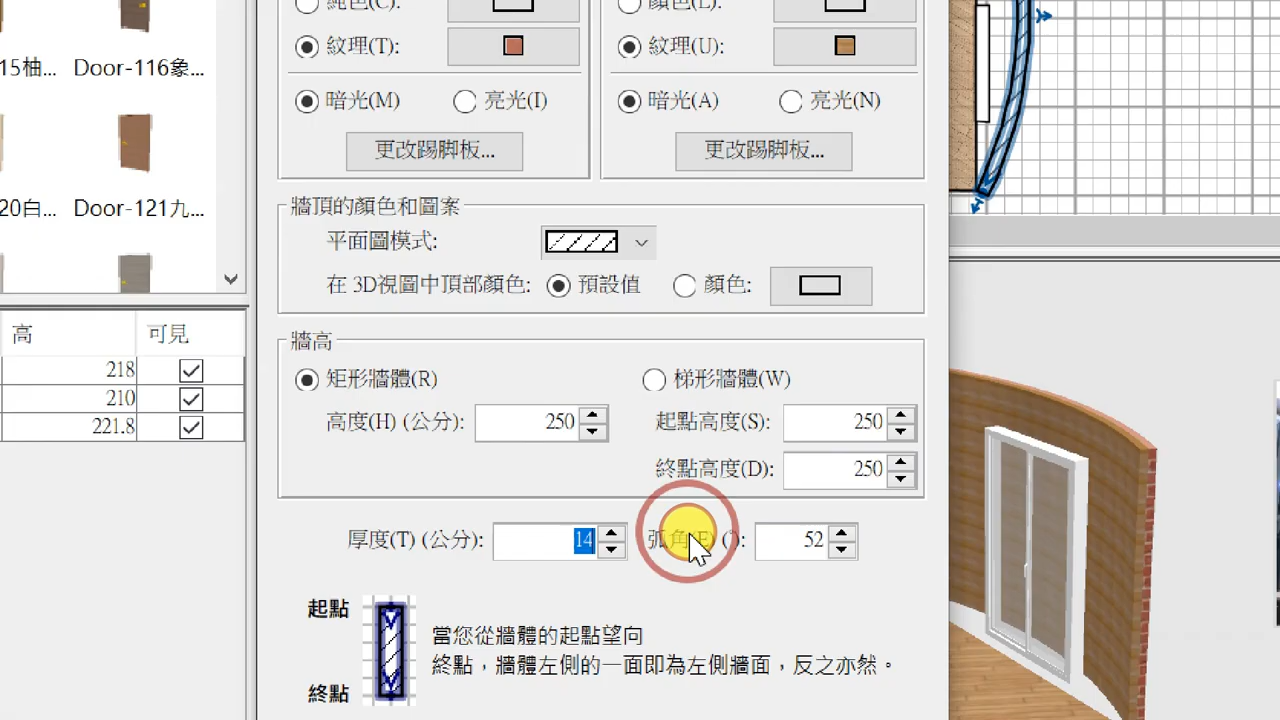 純色(C):
顏色(L):
紋理(T):
紋理(U):
15柚... Door-116象...
暗光(M) 亮光(I)
暗光(A) 亮光(N)
更改踢脚板...
更改踢脚板...
20白... Door-121九...
牆頂的顏色和圖案
平面圖模式:
在 3D視圖中頂部顏色: 預設值 顏色:
高 可見
218
210
221.8
牆高
矩形牆體(R)
梯形牆體(W)
高度(H) (公分): 250
起點高度(S): 250
終點高度(D): 250
厚度(T) (公分): 14
弧角(E) (°): 52
起點
終點
當您從牆體的起點望向
終點，牆體左側的一面即為左側牆面，反之亦然。